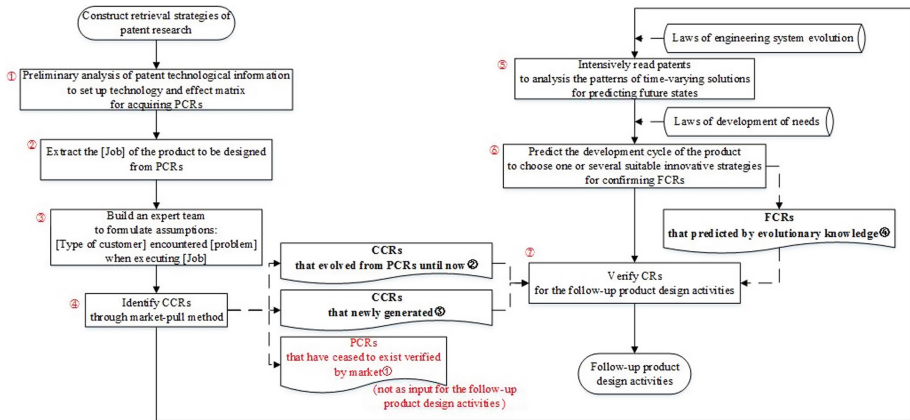 Construct retrieval strategies of
patent research
①
Preliminary analysis of patent technological information
to set up technology and effect matrix
for acquiring PCRs
②
Extract the [Job] of the product to be designed
from PCRs
③
Build an expert team
to formulate assumptions:
[Type of customer] encountered [problem]
when executing [Job]
④
Identify CCRs
through market-pull method
CCRs
that evolved from PCRs until now②
CCRs
that newly generated③
PCRs
that have ceased to exist verified
by market①
(not as input for the follow-up
product design activities )
Laws of engineering system evolution
⑤
Intensively read patents
to analysis the patterns of time-varying solutions
for predicting future states
Laws of development of needs
⑥
Predict the development cycle of the product
to choose one or several suitable innovative strategies
for confirming FCRs
FCRs
that predicted by evolutionary knowledge④
⑦
Verify CRs
for the follow-up product design activities
Follow-up product
design activities